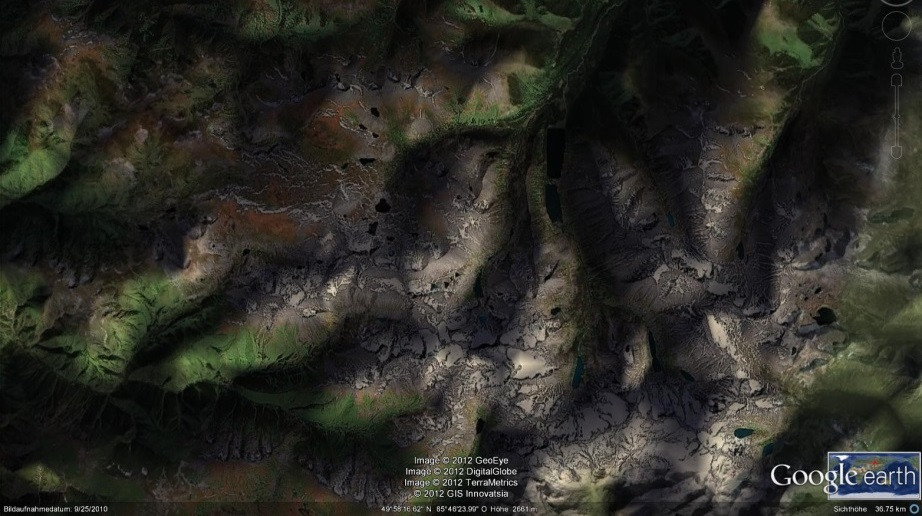 Image © 2012 GeoEye
Image © 2012 DigitalGlobe
Image © 2012 TerraMetrics
© 2012 GIS Innovatsia
Google earth
Bildaufnahmedatum: 9/25/2010
49°58'16.62" N 85°46'23.99" O Höhe 2661 m
Sichthöhe 36.75 km